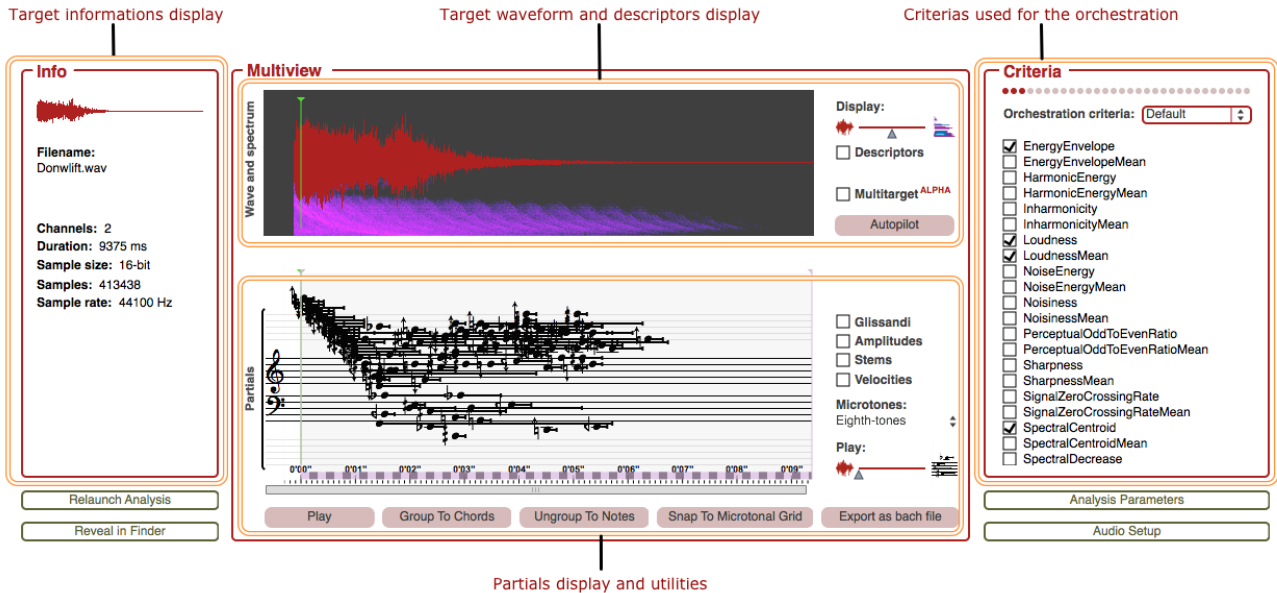 Target informations display
Target waveform and descriptors display
Criterias used for the orchestration
Info
Filename:
Donwlift.wav
Channels: 2
Duration: 9375 ms
Sample size: 16-bit
Samples: 413438
Sample rate: 44100 Hz
Relaunch Analysis
Reveal in Finder
Multiview
Wave and spectrum
Display:
Descriptors
Multitarget ALPHA
Autopilot
Partials
0'00" 0'01" 0'02" 0'03" 0'04" 0'05" 0'06" 0'07" 0'08" 0'09"
Glissandi
Amplitudes
Stems
Velocities
Microtones:
Eighth-tones
Play:
Play
Group To Chords
Ungroup To Notes
Snap To Microtonal Grid
Export as bach file
Criteria
Orchestration criteria: Default
EnergyEnvelope
EnergyEnvelopeMean
HarmonicEnergy
HarmonicEnergyMean
Inharmonicity
InharmonicityMean
Loudness
LoudnessMean
NoiseEnergy
NoiseEnergyMean
Noisiness
NoisinessMean
PerceptualOddToEvenRatio
PerceptualOddToEvenRatioMean
Sharpness
SharpnessMean
SignalZeroCrossingRate
SignalZeroCrossingRateMean
SpectralCentroid
SpectralCentroidMean
SpectralDecrease
Analysis Parameters
Audio Setup
Partials display and utilities